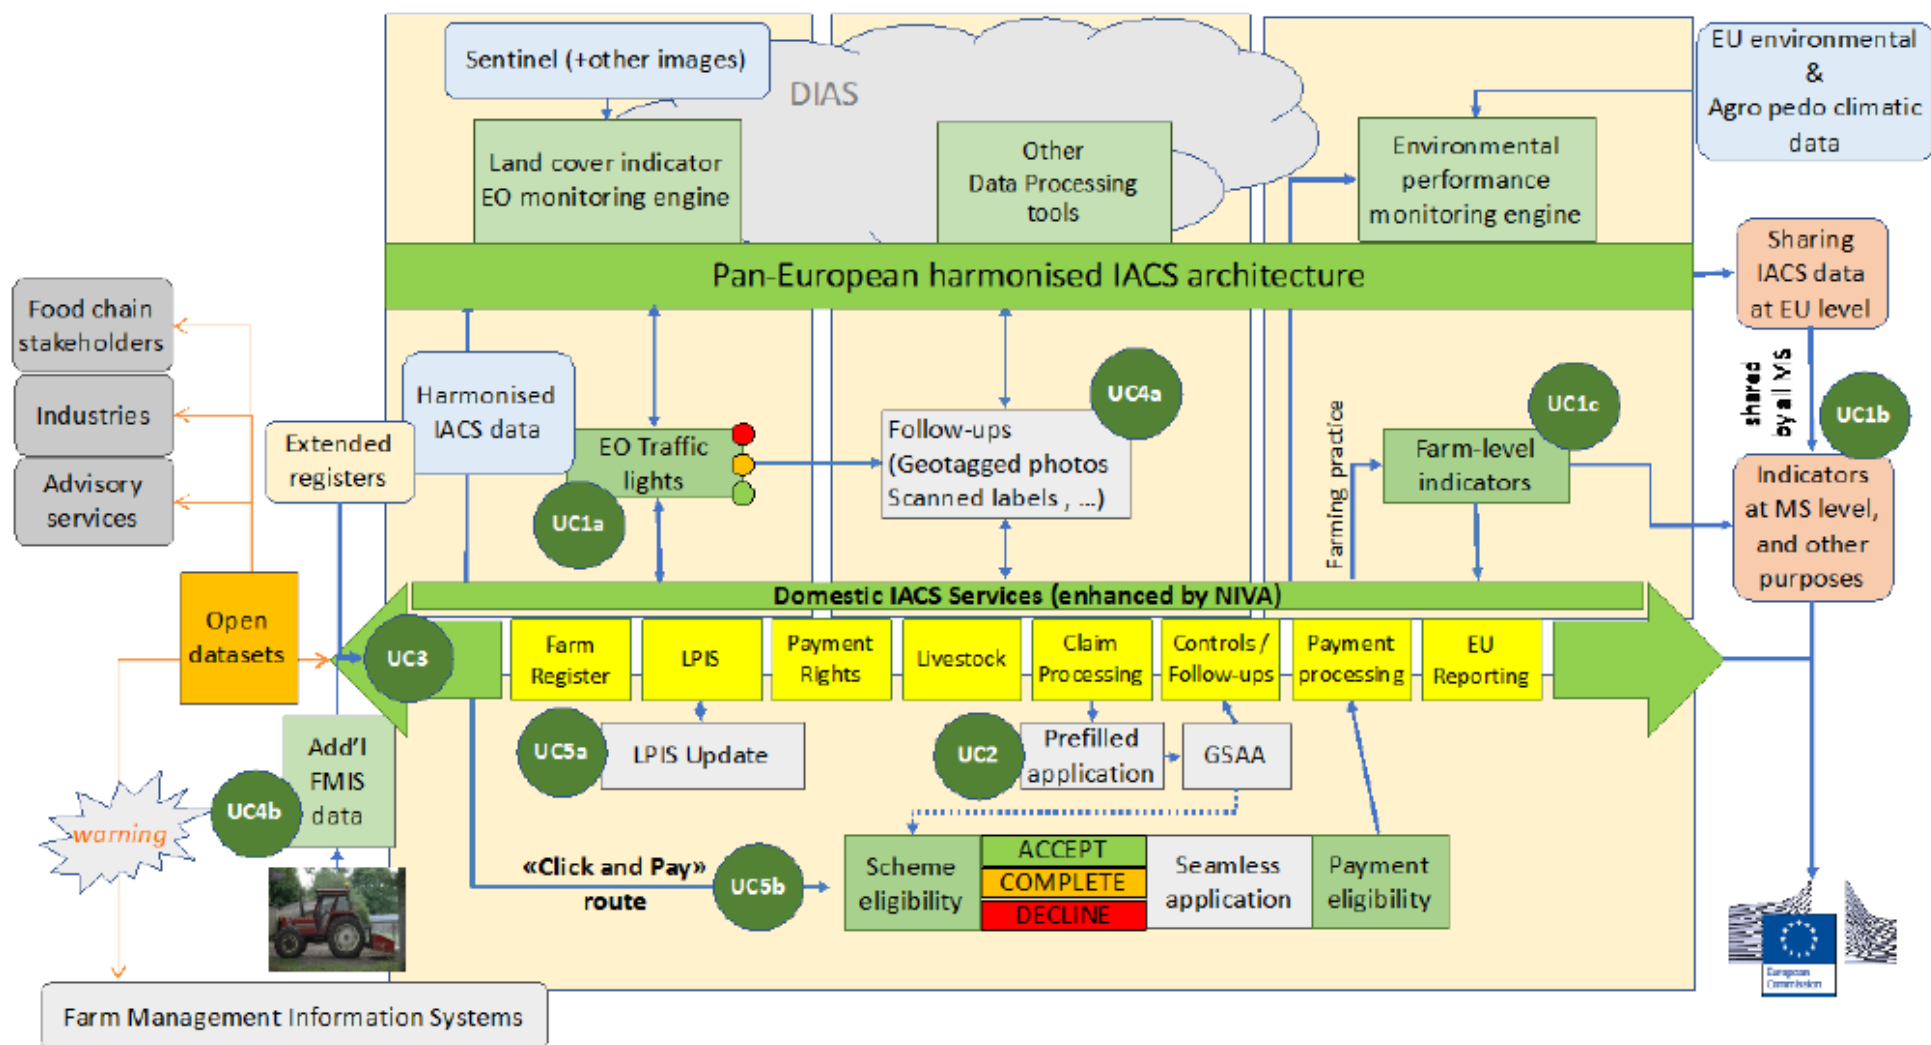 Sentinel (+other images)
DIAS
EU environmental
&
Agro pedo climatic
data
Land cover indicator
EO monitoring engine
Other
Data Processing
tools
Environmental
performance
monitoring engine
Pan-European harmonised IACS architecture
Sharing
IACS data
at EU level
Food chain
stakeholders
Industries
Advisory
services
Extended
registers
Harmonised
IACS data
EO Traffic
lights
UC1a
Follow-ups
(Geotagged photos
Scanned labels , ...)
UC4a
Farming practice
Farm-level
indicators
UC1c
shared
by all MS
UC1b
Indicators
at MS level,
and other
purposes
Open
datasets
Domestic IACS Services (enhanced by NIVA)
UC3
Farm
Register
LPIS
Payment
Rights
Livestock
Claim
Processing
Controls /
Follow-ups
Payment
processing
EU
Reporting
Add'l
FMIS
data
UC4b
warning
UC5a
LPIS Update
UC2
Prefilled
application
GSAA
«Click and Pay»
route
UC5b
Scheme
eligibility
ACCEPT
COMPLETE
DECLINE
Seamless
application
Payment
eligibility
European
Commission
Farm Management Information Systems